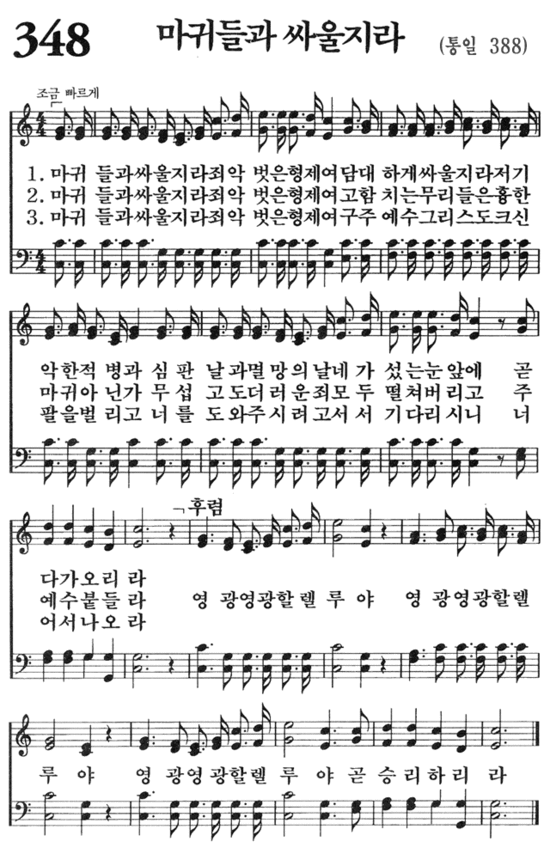 348 마귀들과 싸울지라 (통일 388)
조금 빠르게
1. 마귀 들과싸울지라죄악 벗은형제여담대 하게싸울지라저기
2. 마귀 들과싸울지라죄악 벗은형제여고함 치는무리들은흉한
3. 마귀 들과싸울지라죄악 벗은형제여구주 예수그리스도크신
악한적 병과 심 판 날 과멸 망의날네 가 섰는눈앞에 곧
마귀아 닌가 무 섭 고 도더 러 운죄모 두 떨쳐버리고 주
팔을벌 리고 너 를 도 와주 시 려 고서 서 기다리시니 너
후렴
다가오리 라
예수붙들 라 영 광영광할렐 루 야 영 광영광할렐
어서나오 라
루 야 영 광영광할렐 루 야 곧 승 리 하 리 라